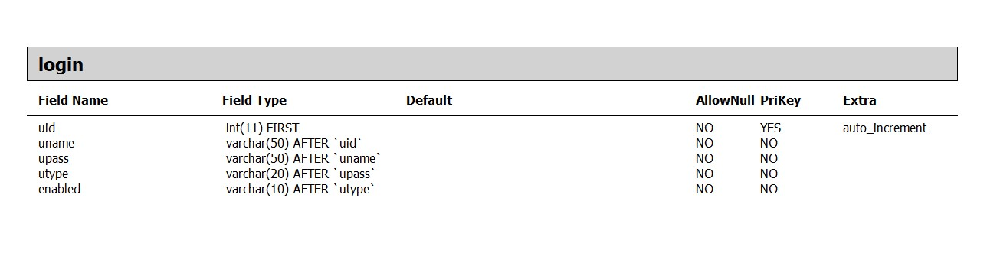 login
Field Name Field Type Default AllowNull PriKey Extra
uid int(11) FIRST NO YES auto_increment
uname varchar(50) AFTER `uid` NO NO
upass varchar(50) AFTER `uname` NO NO
utype varchar(20) AFTER `upass` NO NO
enabled varchar(10) AFTER `utype` NO NO